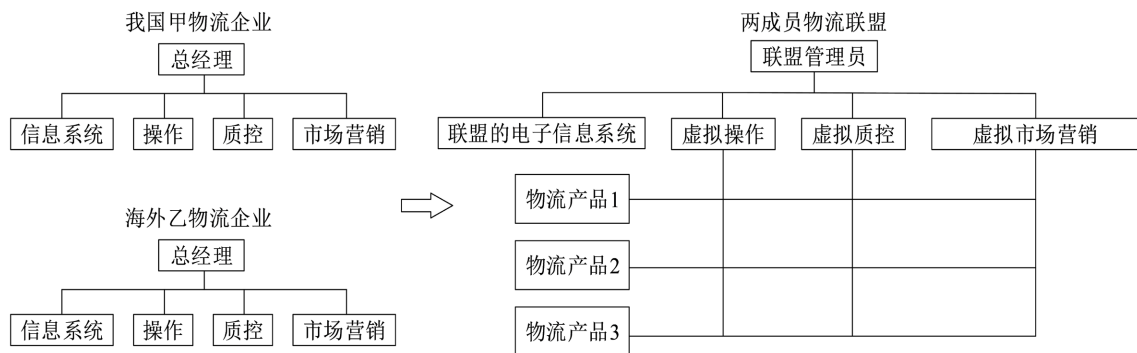 我国甲物流企业
总经理
信息系统 操作 质控 市场营销
海外乙物流企业
总经理
信息系统 操作 质控 市场营销
两成员物流联盟
联盟管理员
联盟的电子信息系统 虚拟操作 虚拟质控 虚拟市场营销
物流产品1
物流产品2
物流产品3